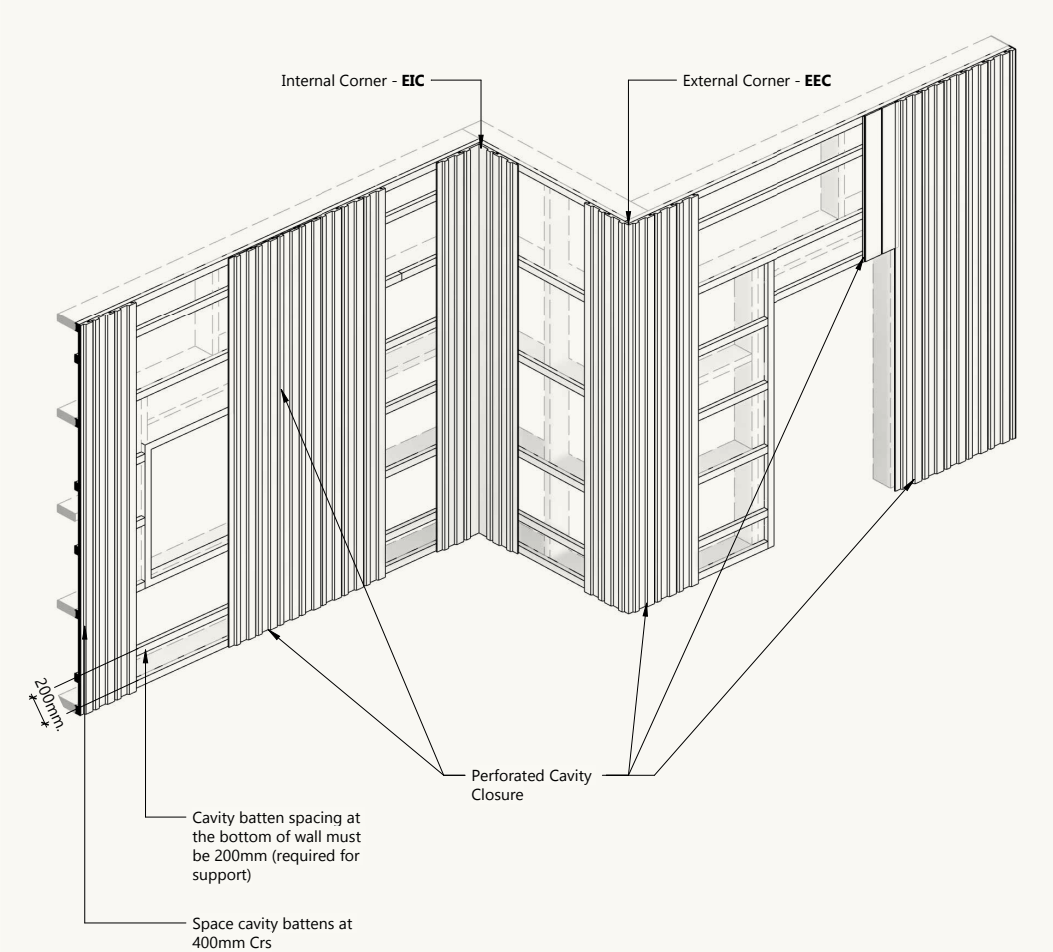 Internal Corner - EIC
External Corner - EEC
200mm.
Perforated Cavity
Closure
Cavity batten spacing at
the bottom of wall must
be 200mm (required for
support)
Space cavity battens at
400mm Crs